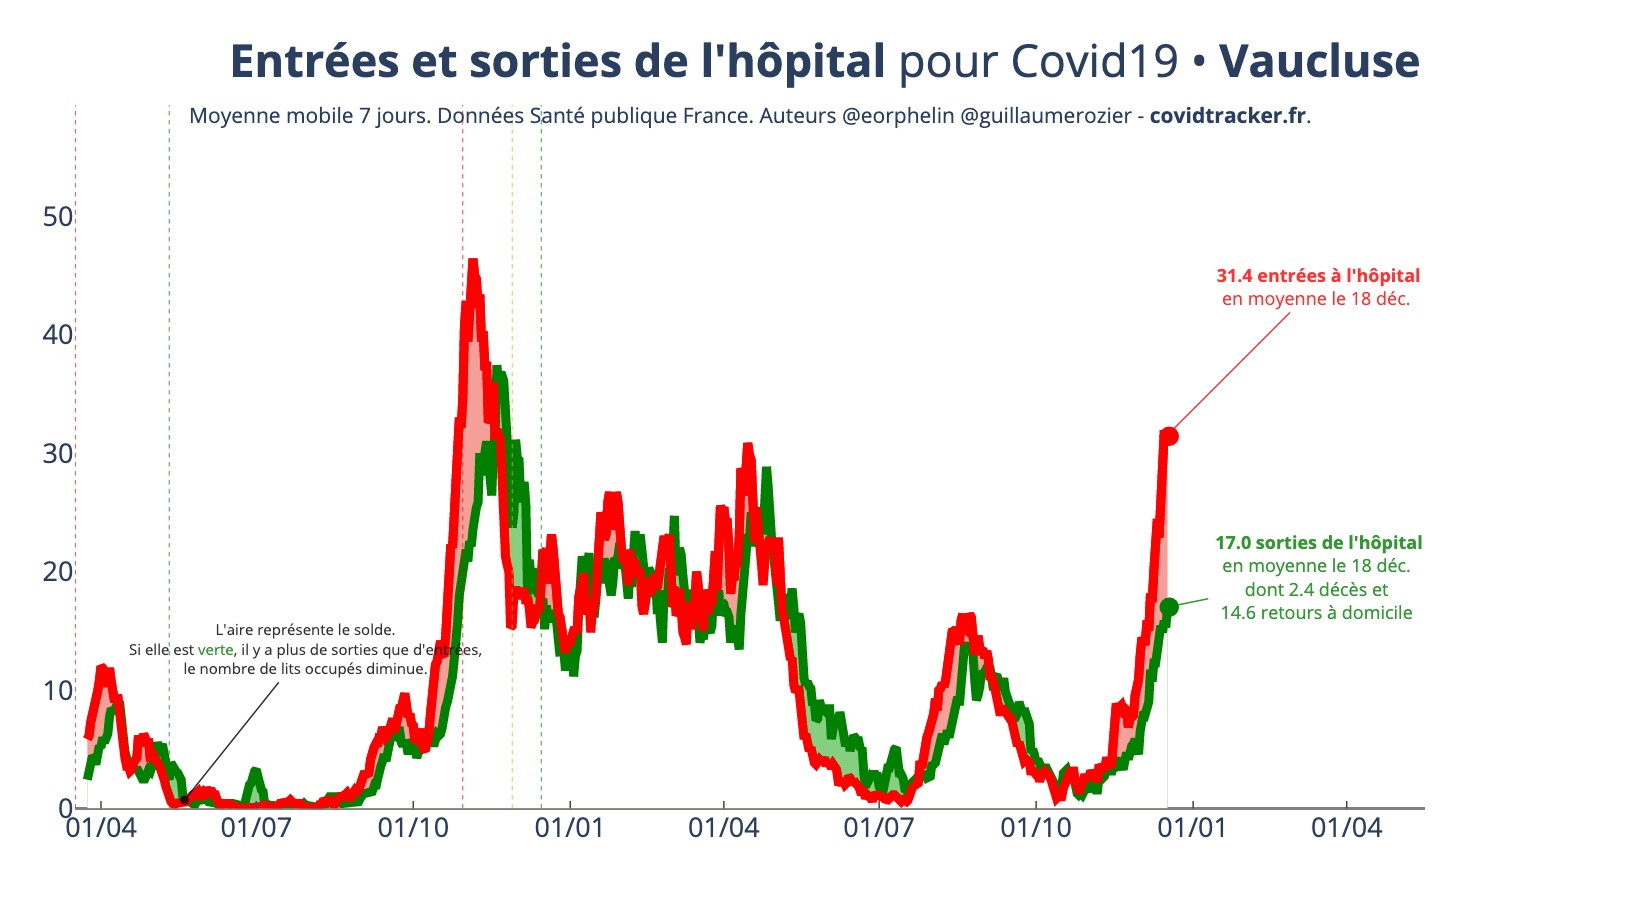 Entrées et sorties de l'hôpital pour Covid19 • Vaucluse
Moyenne mobile 7 jours. Données Santé publique France. Auteurs @eorphelin @guillaumerozier - covidtracker.fr.
50
40
30
20
10
0
31.4 entrées à l'hôpital
en moyenne le 18 déc.
17.0 sorties de l'hôpital
en moyenne le 18 déc.
dont 2.4 décès et
14.6 retours à domicile
L'aire représente le solde.
Si elle est verte, il y a plus de sorties que d'entrées,
le nombre de lits occupés diminue.
01/04 01/07 01/10 01/01 01/04 01/07 01/10 01/01 01/04